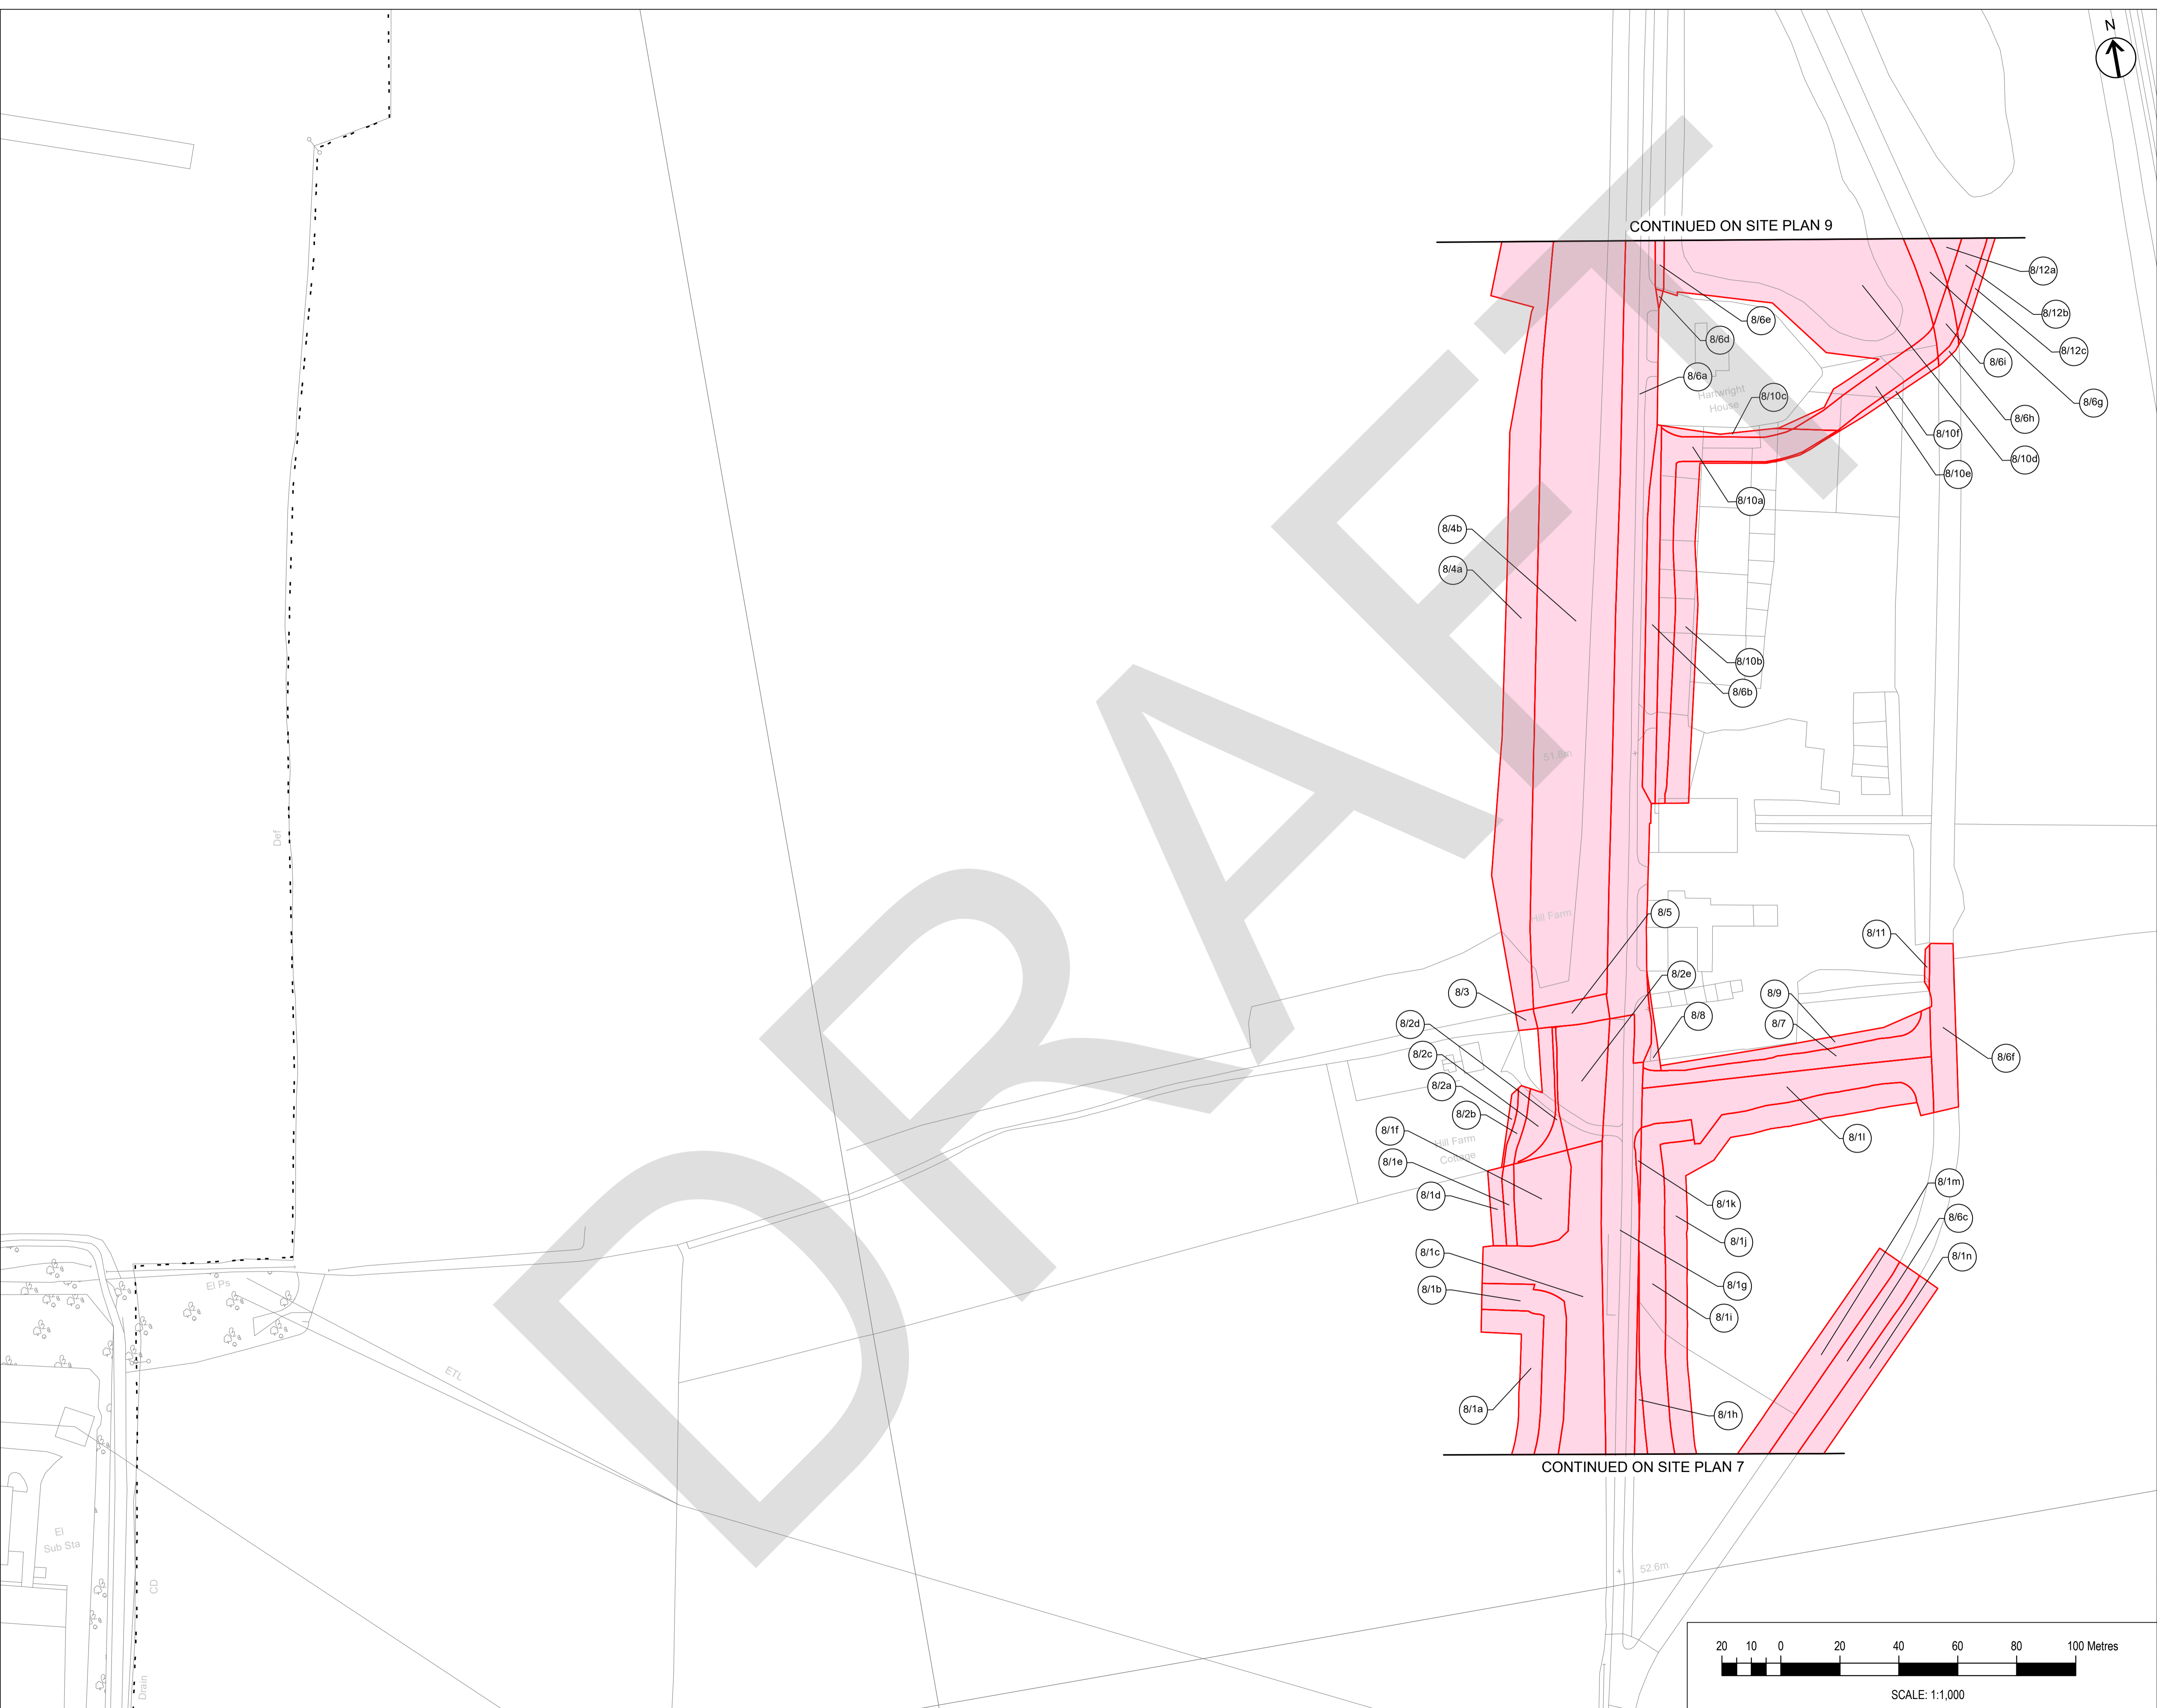 N
CONTINUED ON SITE PLAN 9
8/12a
8/12b
8/6e
8/6d
8/12c
8/6i
8/6a
8/6g
Hartwright
House
8/10c
8/6h
8/10f
8/10d
8/10e
8/10a
8/4b
8/4a
8/10b
8/6b
51.8m
Def
Hill Farm
8/5
8/11
8/2e
8/3
8/9
8/8
8/2d
8/7
8/2c
8/6f
8/2a
8/2b
8/1f
Hill Farm
Cottage
8/1l
8/1e
8/1d
8/1m
8/1k
8/6c
8/1j
8/1c
8/1n
El Ps
8/1b
8/1g
8/1i
ETL
8/1a
8/1h
CONTINUED ON SITE PLAN 7
El
Sub Sta
52.6m
CD
Drain
20 10 0 20 40 60 80 100 Metres
SCALE: 1:1,000
DRAFT